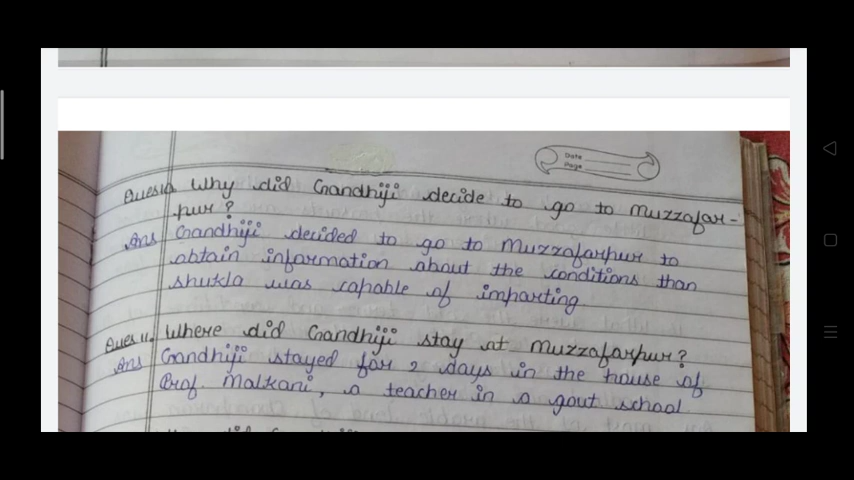 Date
Page
Ques10. Why did Gandhiji decide to go to Muzzafar-
pur?
Ans Gandhiji decided to go to Muzzafarpur to
obtain information about the conditions than
shukla was capable of imparting
Ques 11. Where did Gandhiji stay at Muzzafarpur?
Ans Gandhiji stayed for 2 days in the house of
Prof. Malkani, a teacher in a govt school